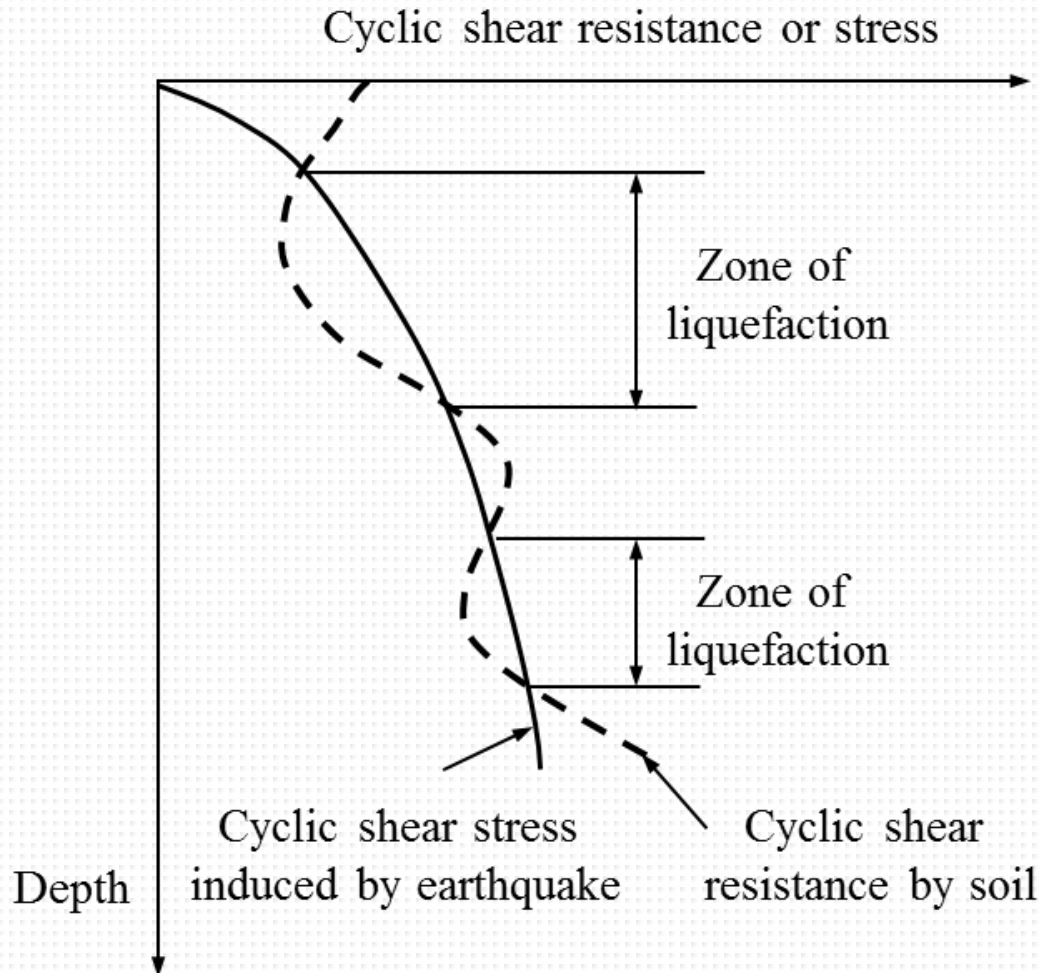 Cyclic shear resistance or stress
Zone of
liquefaction
Zone of
liquefaction
Cyclic shear stress
induced by earthquake
Cyclic shear
resistance by soil
Depth